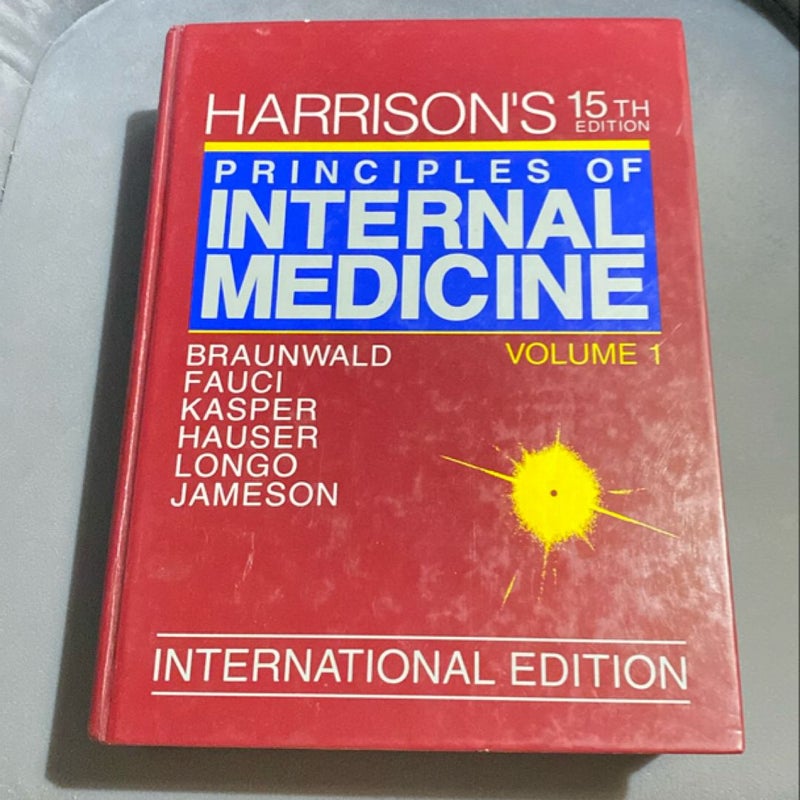 HARRISON'S 15TH EDITION
PRINCIPLES OF
INTERNAL
MEDICINE
BRAUNWALD
VOLUME 1
FAUCI
KASPER
HAUSER
LONGO
JAMESON
INTERNATIONAL EDITION